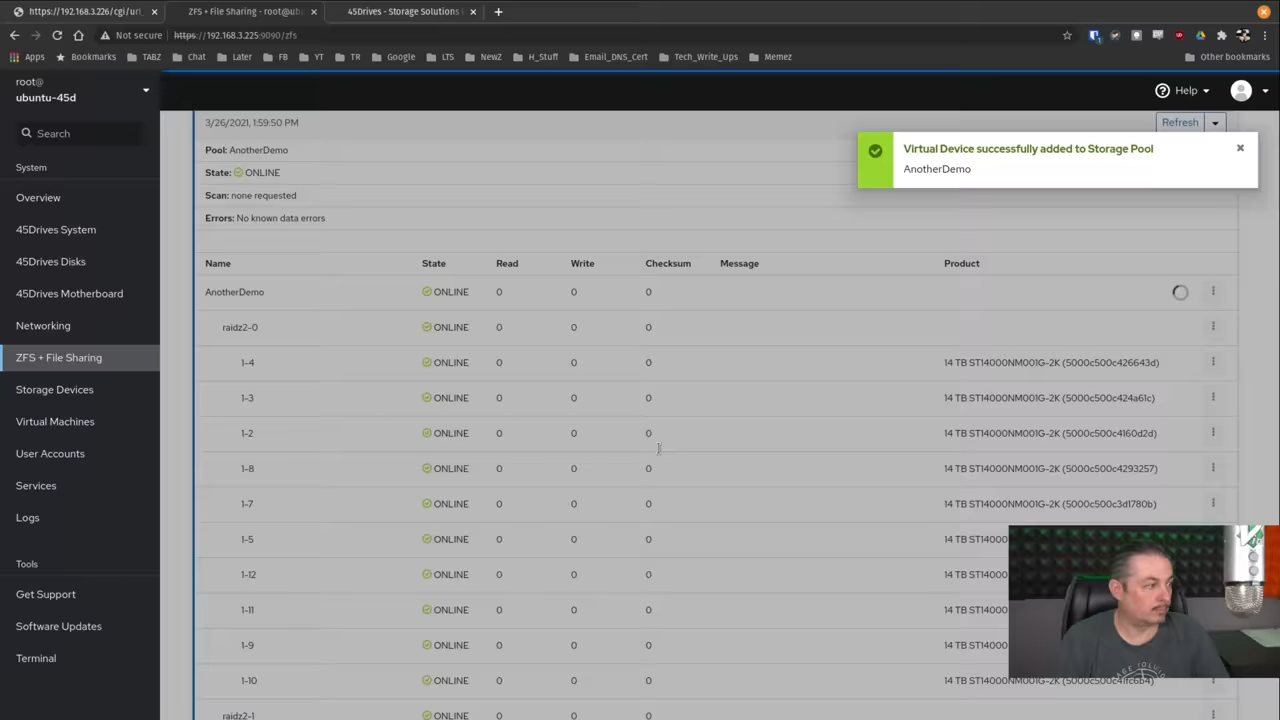 https://192.168.3.226/cgi/url_
ZFS + File Sharing - root@ub
45Drives - Storage Solutions
Not secure https://192.168.3.225:9090/zfs
Apps Bookmarks TABZ Chat Later FB YT TR Google LTS NewZ H_Stuff Email_DNS_Cert Tech_Write_Ups Memez Other bookmarks
root@
ubuntu-45d
Help
Search
System
Overview
45Drives System
45Drives Disks
45Drives Motherboard
Networking
ZFS + File Sharing
Storage Devices
Virtual Machines
User Accounts
Services
Logs
Tools
Get Support
Software Updates
Terminal
3/26/2021, 1:59:50 PM
Refresh
Virtual Device successfully added to Storage Pool
AnotherDemo
Pool: AnotherDemo
State: ONLINE
Scan: none requested
Errors: No known data errors
Name State Read Write Checksum Message Product
AnotherDemo ONLINE 0 0 0
raidz2-0 ONLINE 0 0 0
1-4 ONLINE 0 0 0 14 TB ST14000NM001G-2K (5000c500c426643d)
1-3 ONLINE 0 0 0 14 TB ST14000NM001G-2K (5000c500c424a61c)
1-2 ONLINE 0 0 0 14 TB ST14000NM001G-2K (5000c500c4160d2d)
1-8 ONLINE 0 0 0 14 TB ST14000NM001G-2K (5000c500c4293257)
1-7 ONLINE 0 0 0 14 TB ST14000NM001G-2K (5000c500c3d1780b)
1-5 ONLINE 0 0 0 14 TB ST14000
1-12 ONLINE 0 0 0 14 TB ST14000
1-11 ONLINE 0 0 0 14 TB ST14000
1-9 ONLINE 0 0 0 14 TB ST14000
1-10 ONLINE 0 0 0 14 TB ST14000NM001G-2K
raidz2-1 ONLINE 0 0 0